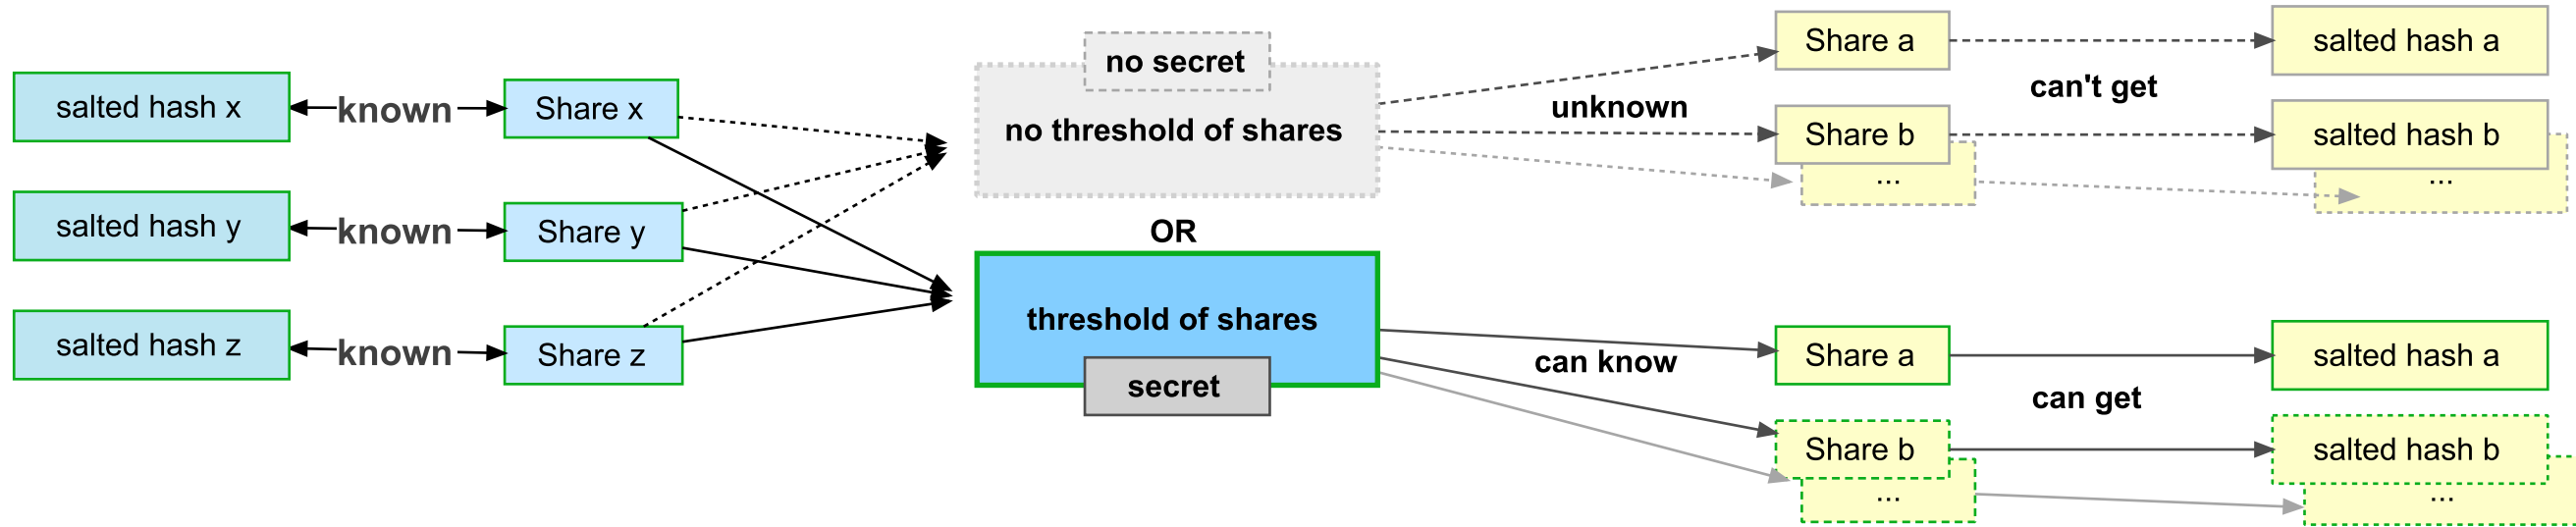 salted hash x
known
Share x
salted hash y
known
Share y
salted hash z
known
Share z
no secret
no threshold of shares
OR
threshold of shares
secret
unknown
Share a
can't get
salted hash a
Share b
salted hash b
...
...
can know
Share a
can get
salted hash a
Share b
salted hash b
...
...